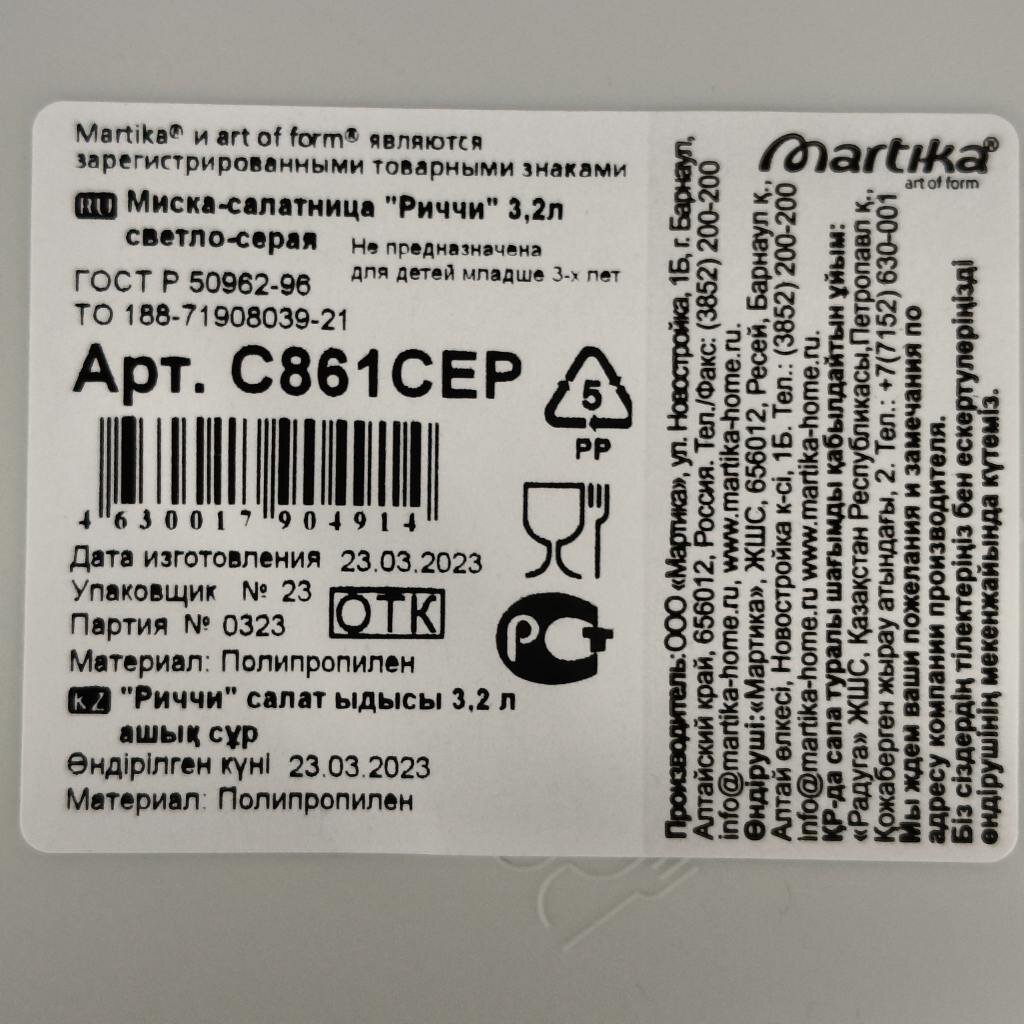 Martika® и art of form® являются
зарегистрированными товарными знаками
RU Миска-салатница "Риччи" 3,2л
светло-серая
Не предназначена
для детей младше 3-х лет
ГОСТ Р 50962-96
ТО 188-71908039-21
Арт. С861СЕР
5
PP
4 630017 904914
Дата изготовления 23.03.2023
Упаковщик № 23
Партия № 0323
ОТК
РСТ
Материал: Полипропилен
KZ "Риччи" салат ыдысы 3,2 л
ашық сұр
Өндірілген күні 23.03.2023
Материал: Полипропилен
Martika®
art of form
Производитель:ООО «Мартика», ул. Новостройка, 1Б, г. Барнаул,
Алтайский край, 656012, Россия. Тел./Факс: (3852) 200-200
info@martika-home.ru, www.martika-home.ru.
Өндіруші:«Мартика», ЖШС, 656012, Ресей, Барнаул қ.,
Алтай өлкесі, Новостройка к-сі, 1Б. Тел.: (3852) 200-200
info@martika-home.ru www.martika-home.ru.
ҚР-да сапа туралы шағымды қабылдайтын ұйым:
«Радуга» ЖШС, Қазақстан Республикасы,Петропавл қ.,
Қожаберген жырау атындағы, 2. Тел.: +7(7152) 630-001
Мы ждем ваши пожелания и замечания по
адресу компании производителя.
Біз сіздердің тілектеріңіз бен ескертулеріңізді
өндірушінің мекенжайында күтеміз.